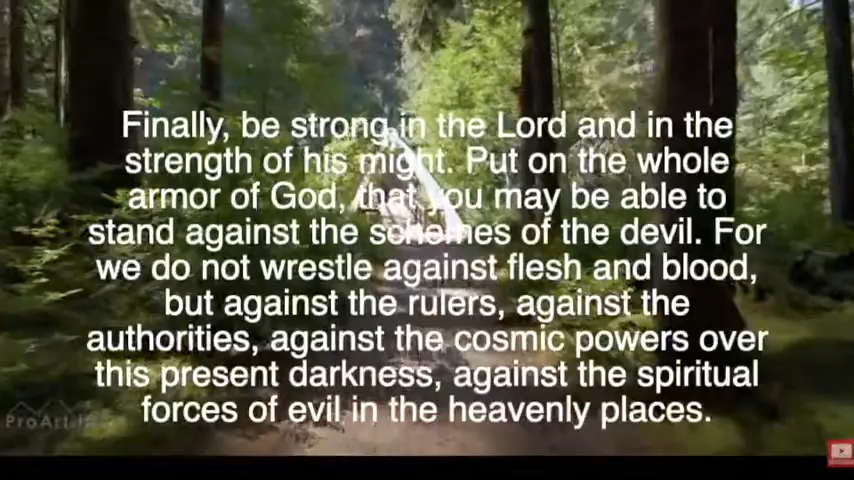 Finally, be strong in the Lord and in the
strength of his might. Put on the whole
armor of God, that you may be able to
stand against the schemes of the devil. For
we do not wrestle against flesh and blood,
but against the rulers, against the
authorities, against the cosmic powers over
this present darkness, against the spiritual
forces of evil in the heavenly places.